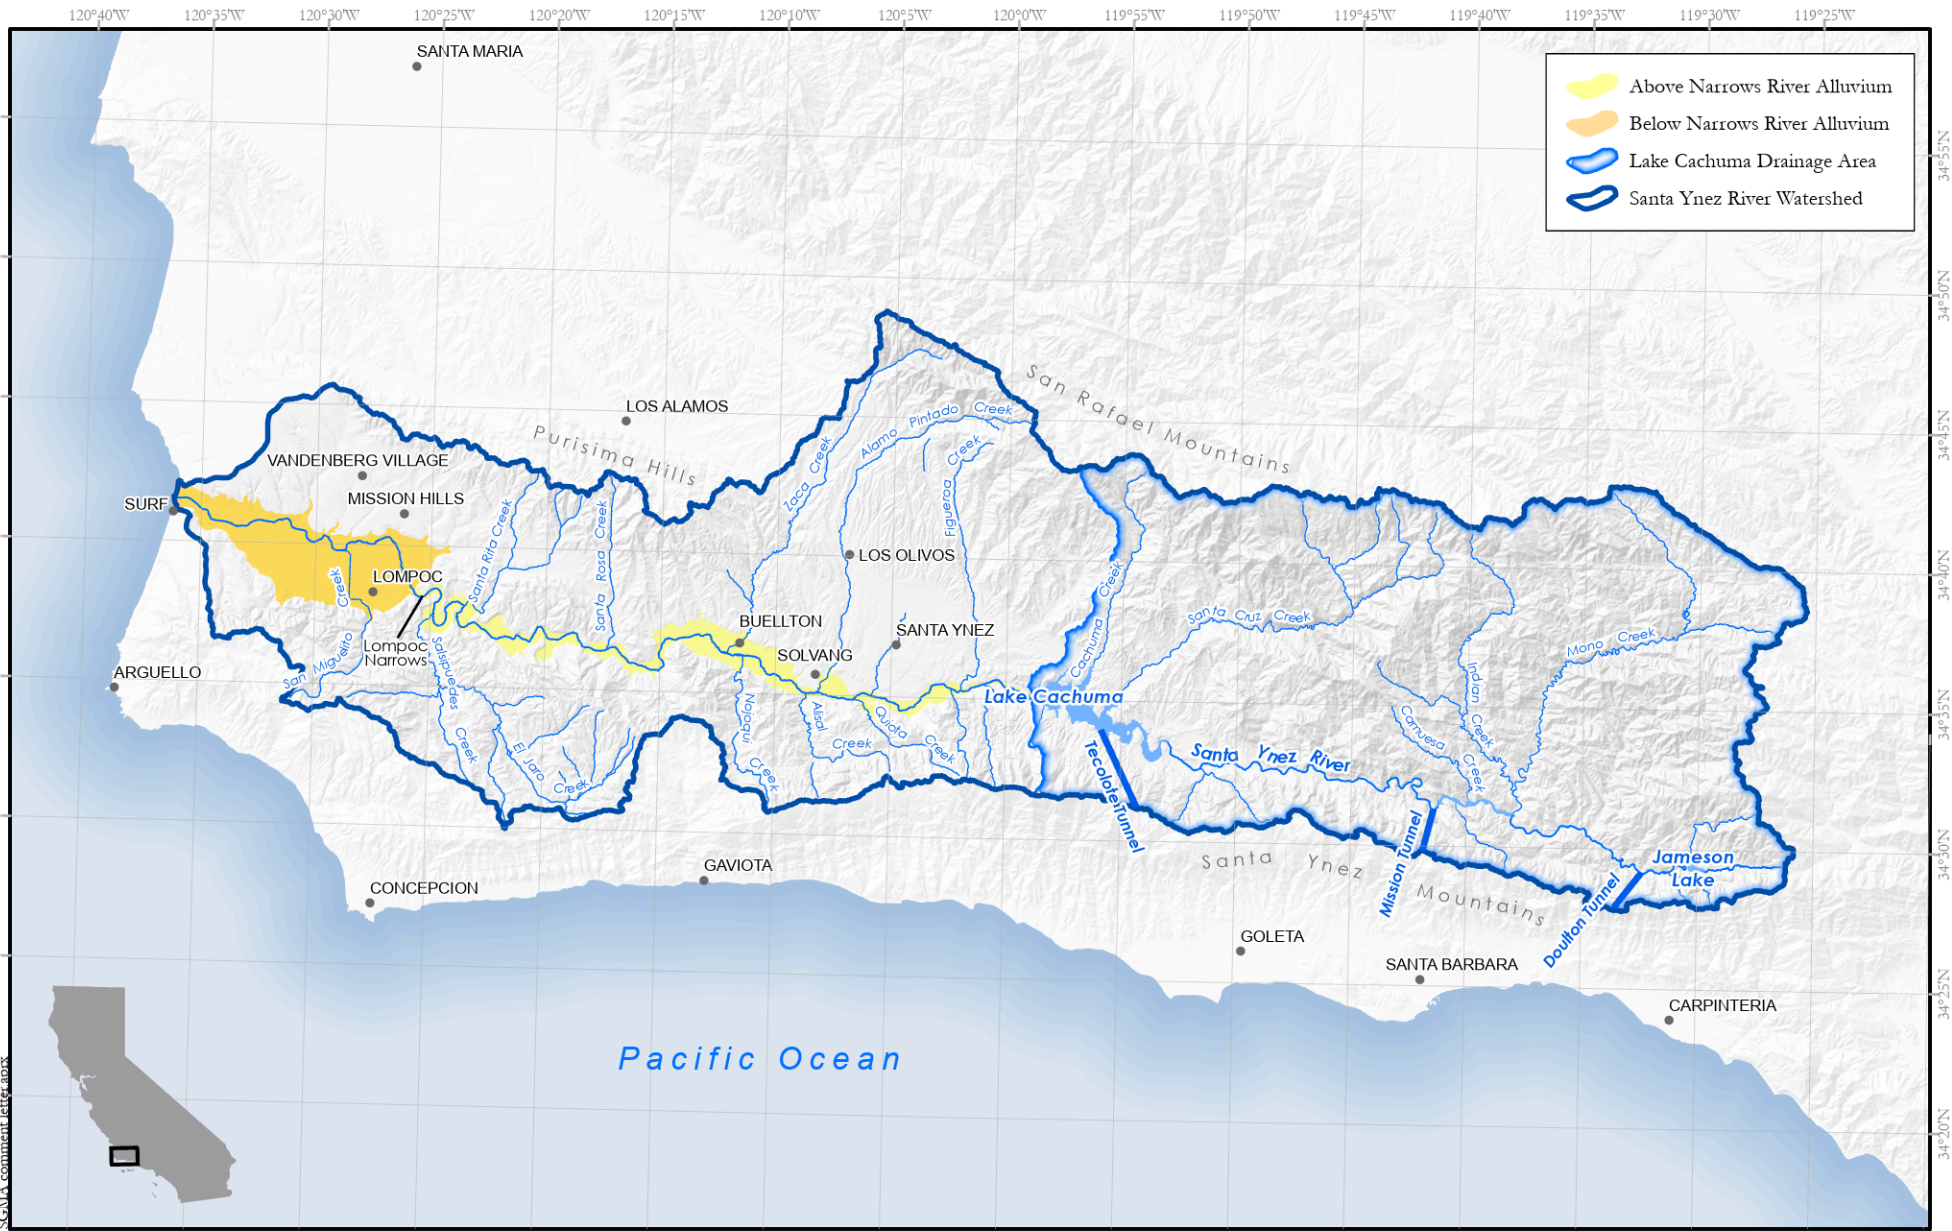 120°40'W 120°35'W 120°30'W 120°25'W 120°20'W 120°15'W 120°10'W 120°5'W 120°0'W 119°55'W 119°50'W 119°45'W 119°40'W 119°35'W 119°30'W 119°25'W
SANTA MARIA
Above Narrows River Alluvium
Below Narrows River Alluvium
Lake Cachuma Drainage Area
Santa Ynez River Watershed
34°55'N
34°50'N
34°45'N
34°40'N
34°35'N
34°30'N
34°25'N
34°20'N
San Rafael Mountains
LOS ALAMOS
Purisima Hills
Zaca Creek
Alamo Pintado Creek
Figueroa Creek
VANDENBERG VILLAGE
MISSION HILLS
SURF
Santa Rita Creek
Santa Rosa Creek
LOS OLIVOS
LOMPOC
Lompoc
Narrows
San Miguelito Creek
BUELLTON
SANTA YNEZ
SOLVANG
ARGUELLO
Salsipuedes Creek
El Jaro Creek
Nojoqui Creek
Alisal Creek
Quiota Creek
Cachuma Creek
Lake Cachuma
Santa Cruz Creek
Mono Creek
Indian Creek
Camuesa Creek
Santa Ynez River
Tecolote Tunnel
Mission Tunnel
Doulton Tunnel
Jameson
Lake
Santa Ynez Mountains
GAVIOTA
CONCEPCION
GOLETA
SANTA BARBARA
CARPINTERIA
Pacific Ocean
SGMA comment letter.aprx